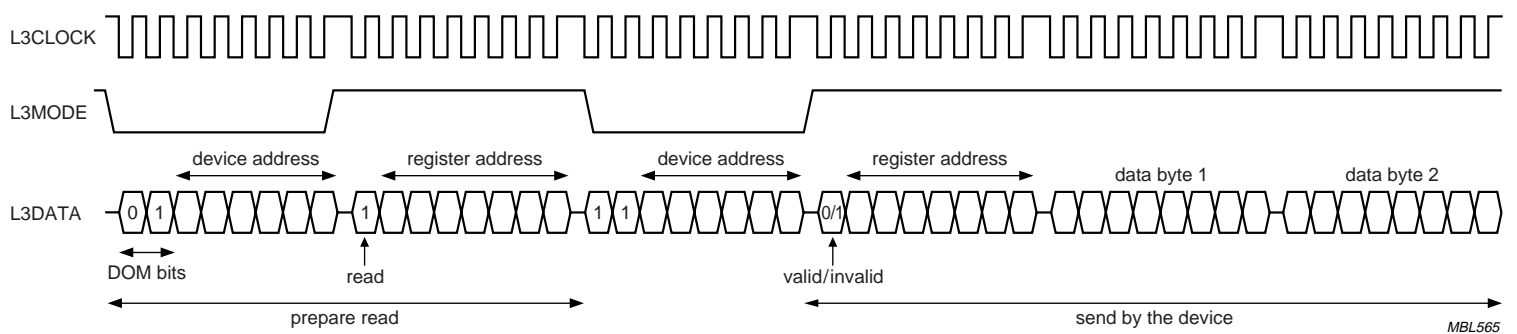 L3CLOCK
L3MODE
device address register address device address register address data byte 1 data byte 2
L3DATA 0 1 1 1 1 0/1
DOM bits read valid/invalid
prepare read send by the device
MBL565